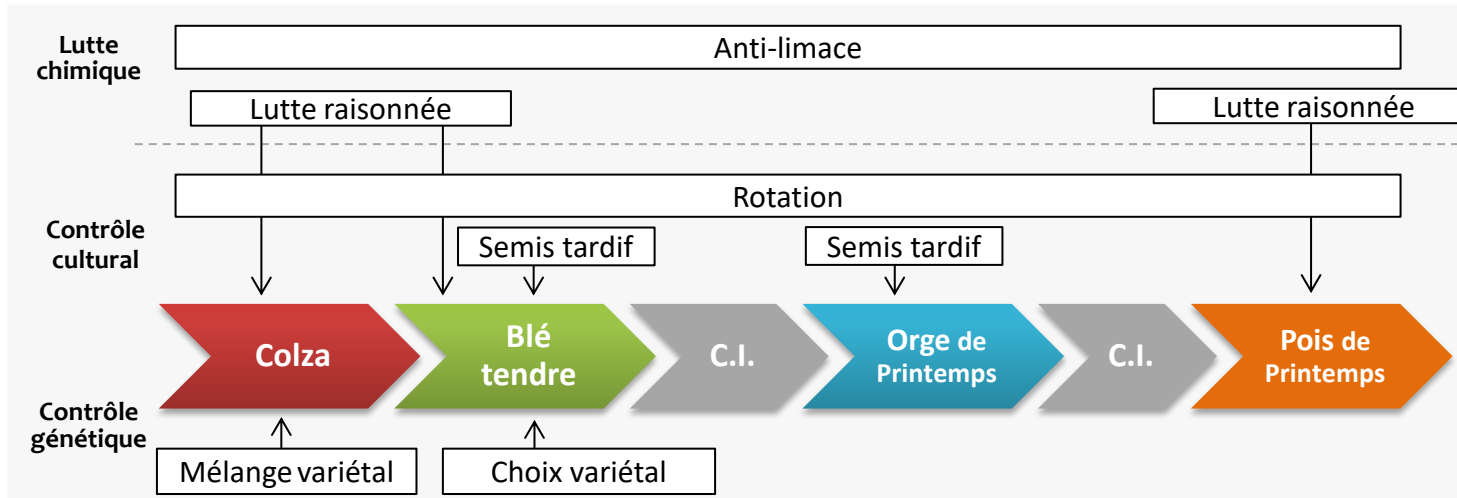 Lutte
chimique
Anti-limace
Lutte raisonnée
Lutte raisonnée
Rotation
Contrôle
cultural
Semis tardif
Semis tardif
Colza
Blé
tendre
C.I.
Orge de
Printemps
C.I.
Pois de
Printemps
Contrôle
génétique
Mélange variétal
Choix variétal